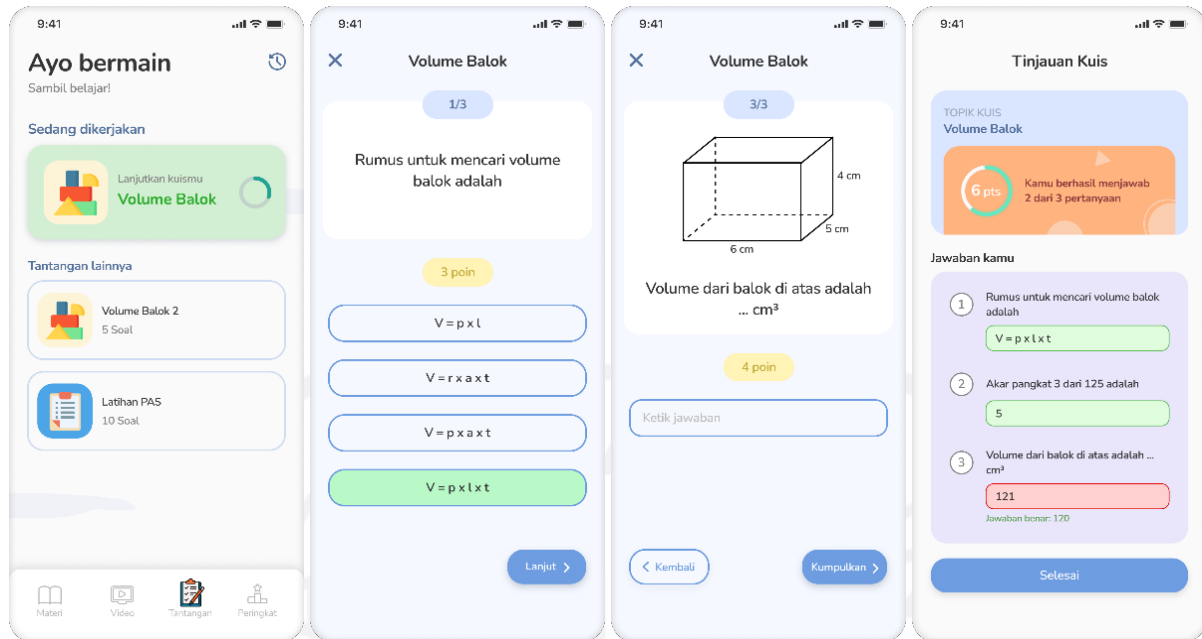 9:41
Ayo bermain
Sambil belajar!
Sedang dikerjakan
Lanjutkan kuismu
Volume Balok
Tantangan lainnya
Volume Balok 2
5 Soal
Latihan PAS
10 Soal
Materi
Video
Tantangan
Peringkat
9:41
Volume Balok
1/3
Rumus untuk mencari volume
balok adalah
3 poin
V = p x l
V = r x a x t
V = p x a x t
V = p x l x t
Lanjut
9:41
Volume Balok
3/3
4 cm
5 cm
6 cm
Volume dari balok di atas adalah
... cm³
4 poin
Ketik jawaban
Kembali
Kumpulkan
9:41
Tinjauan Kuis
TOPIK KUIS
Volume Balok
6 pts
Kamu berhasil menjawab
2 dari 3 pertanyaan
Jawaban kamu
1
Rumus untuk mencari volume balok
adalah
V = p x l x t
2
Akar pangkat 3 dari 125 adalah
5
3
Volume dari balok di atas adalah ...
cm³
121
Jawaban benar: 120
Selesai